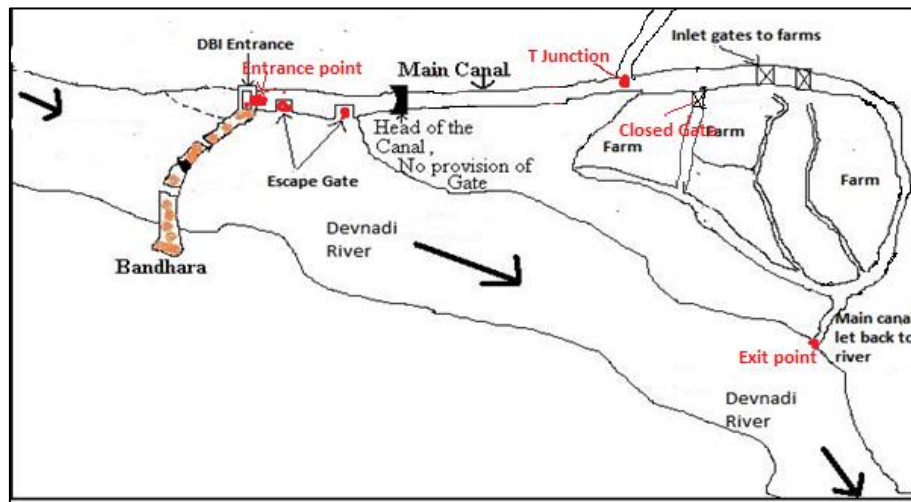 DBI Entrance
Entrance point
Main Canal
T Junction
Inlet gates to farms
Head of the
Canal ,
No provision of
Gate
Escape Gate
Closed Gate
Farm
Farm
Farm
Bandhara
Devnadi
River
Main cana
let back to
river
Exit point
Devnadi
River